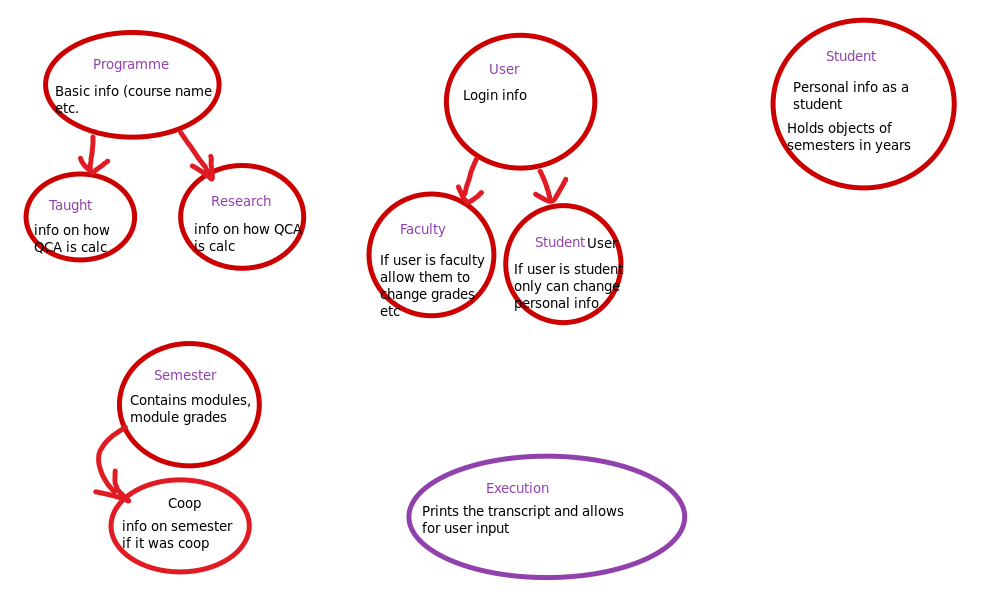 Programme
Basic info (course name
etc.
Taught
info on how
QCA is calc
Research
info on how QCA
is calc
User
Login info
Faculty
If user is faculty
allow them to
change grades
etc
Student User
If user is student
only can change
personal info
Student
Personal info as a
student
Holds objects of
semesters in years
Semester
Contains modules,
module grades
Coop
info on semester
if it was coop
Execution
Prints the transcript and allows
for user input